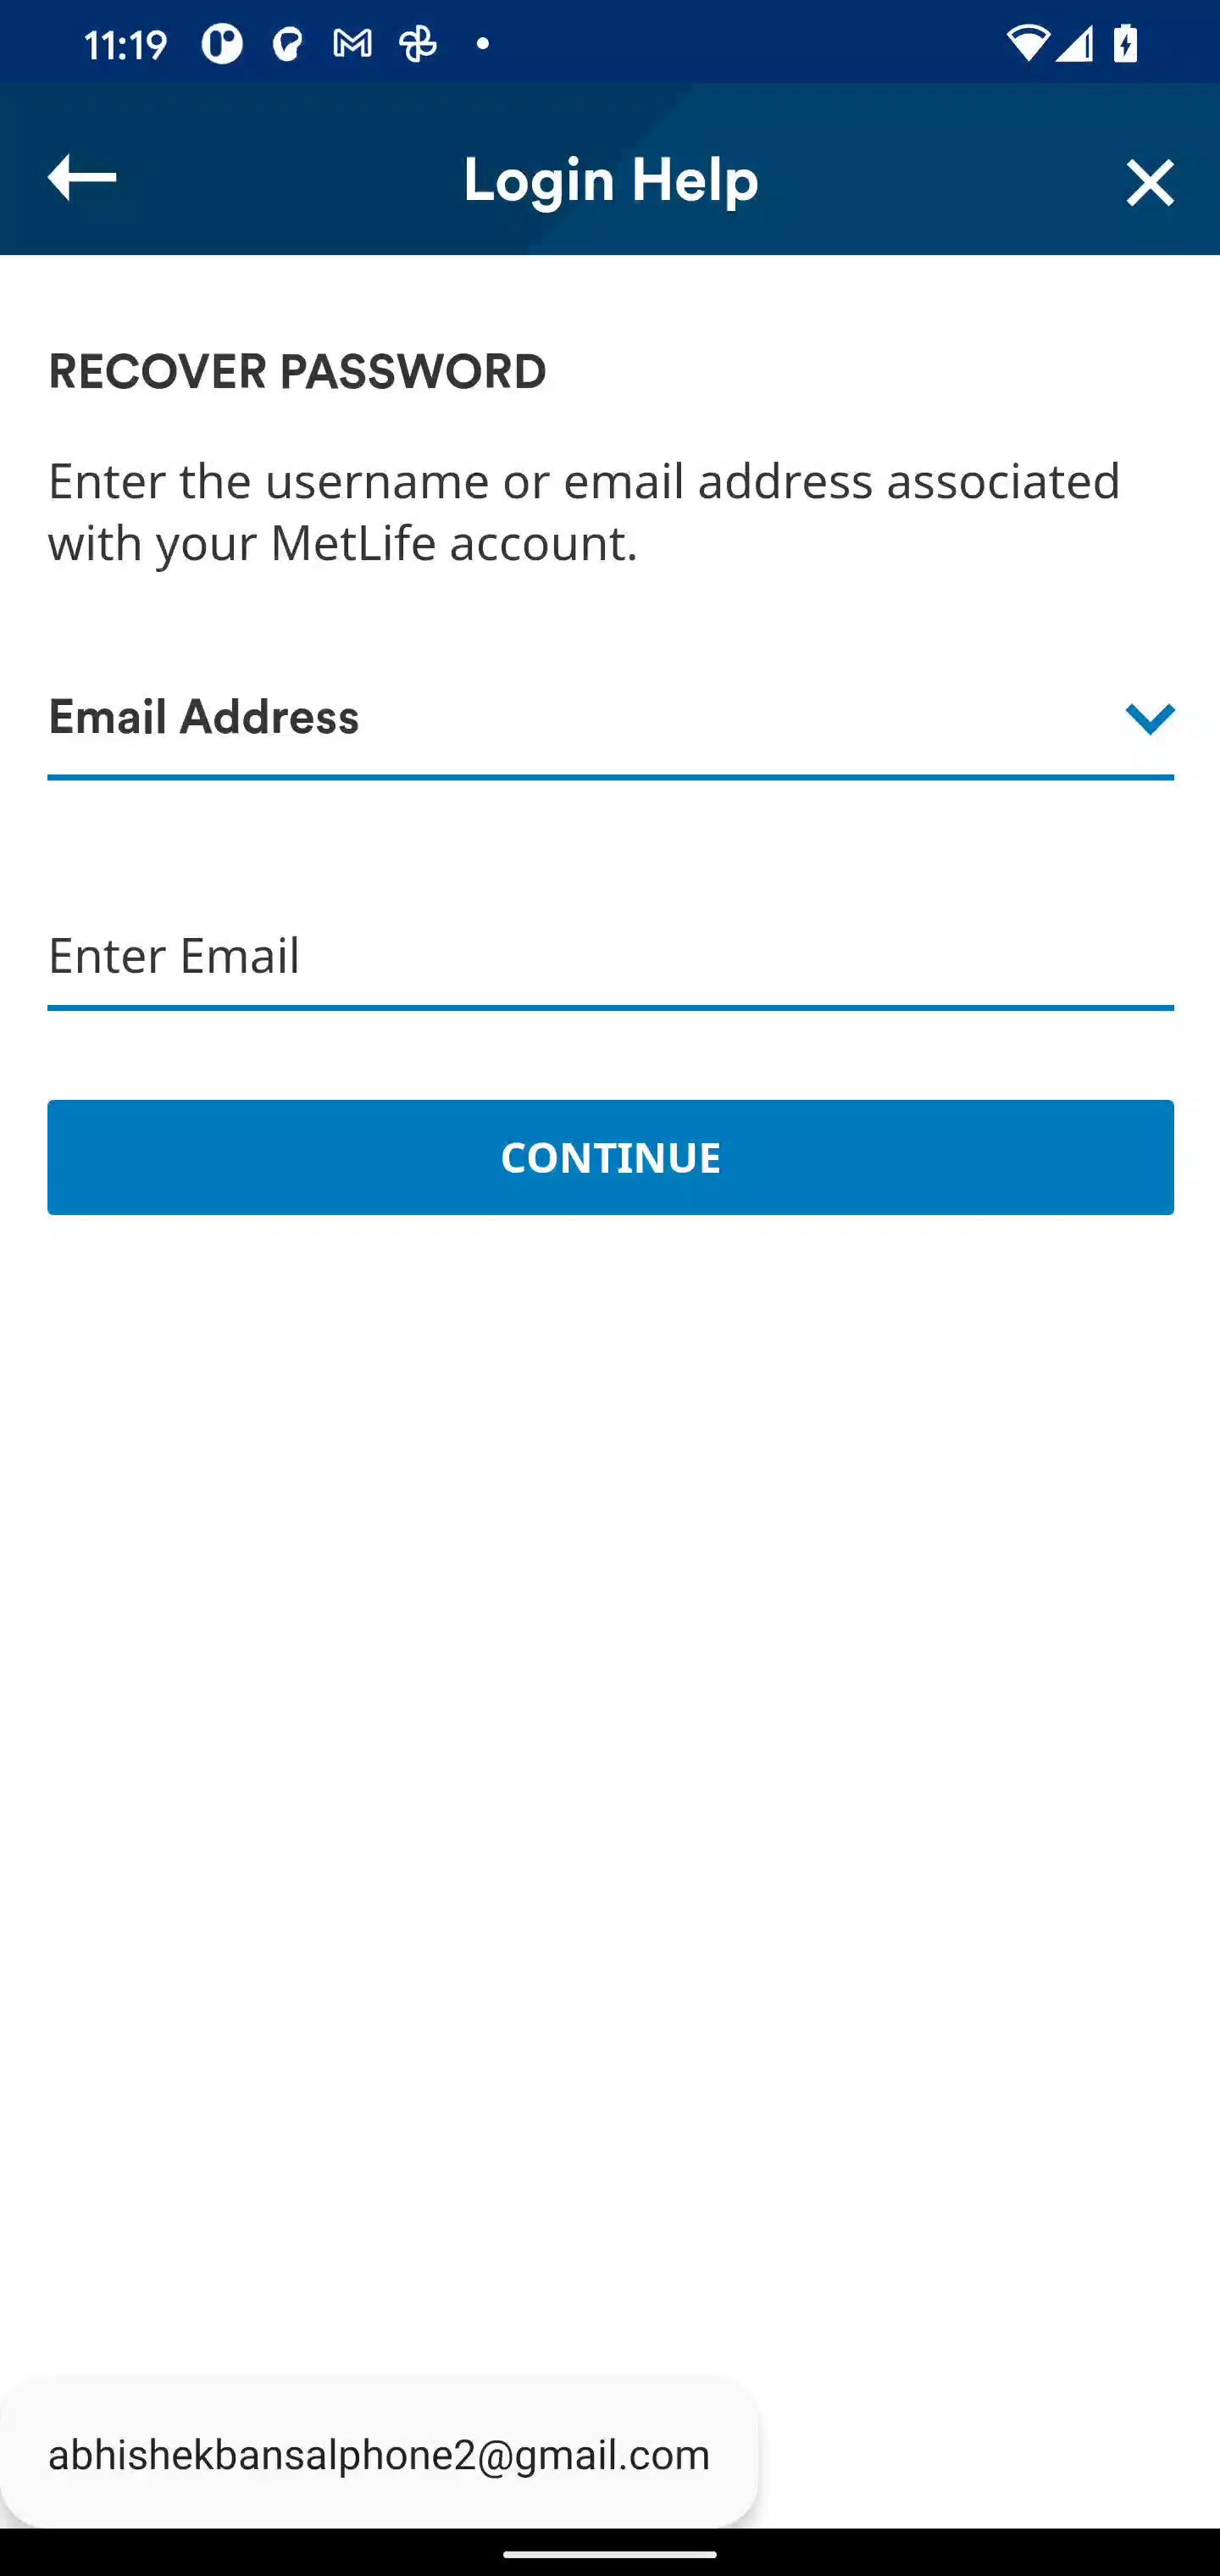 11:19
Login Help
RECOVER PASSWORD
Enter the username or email address associated
with your MetLife account.
Email Address
Enter Email
CONTINUE
abhishekbansalphone2@gmail.com